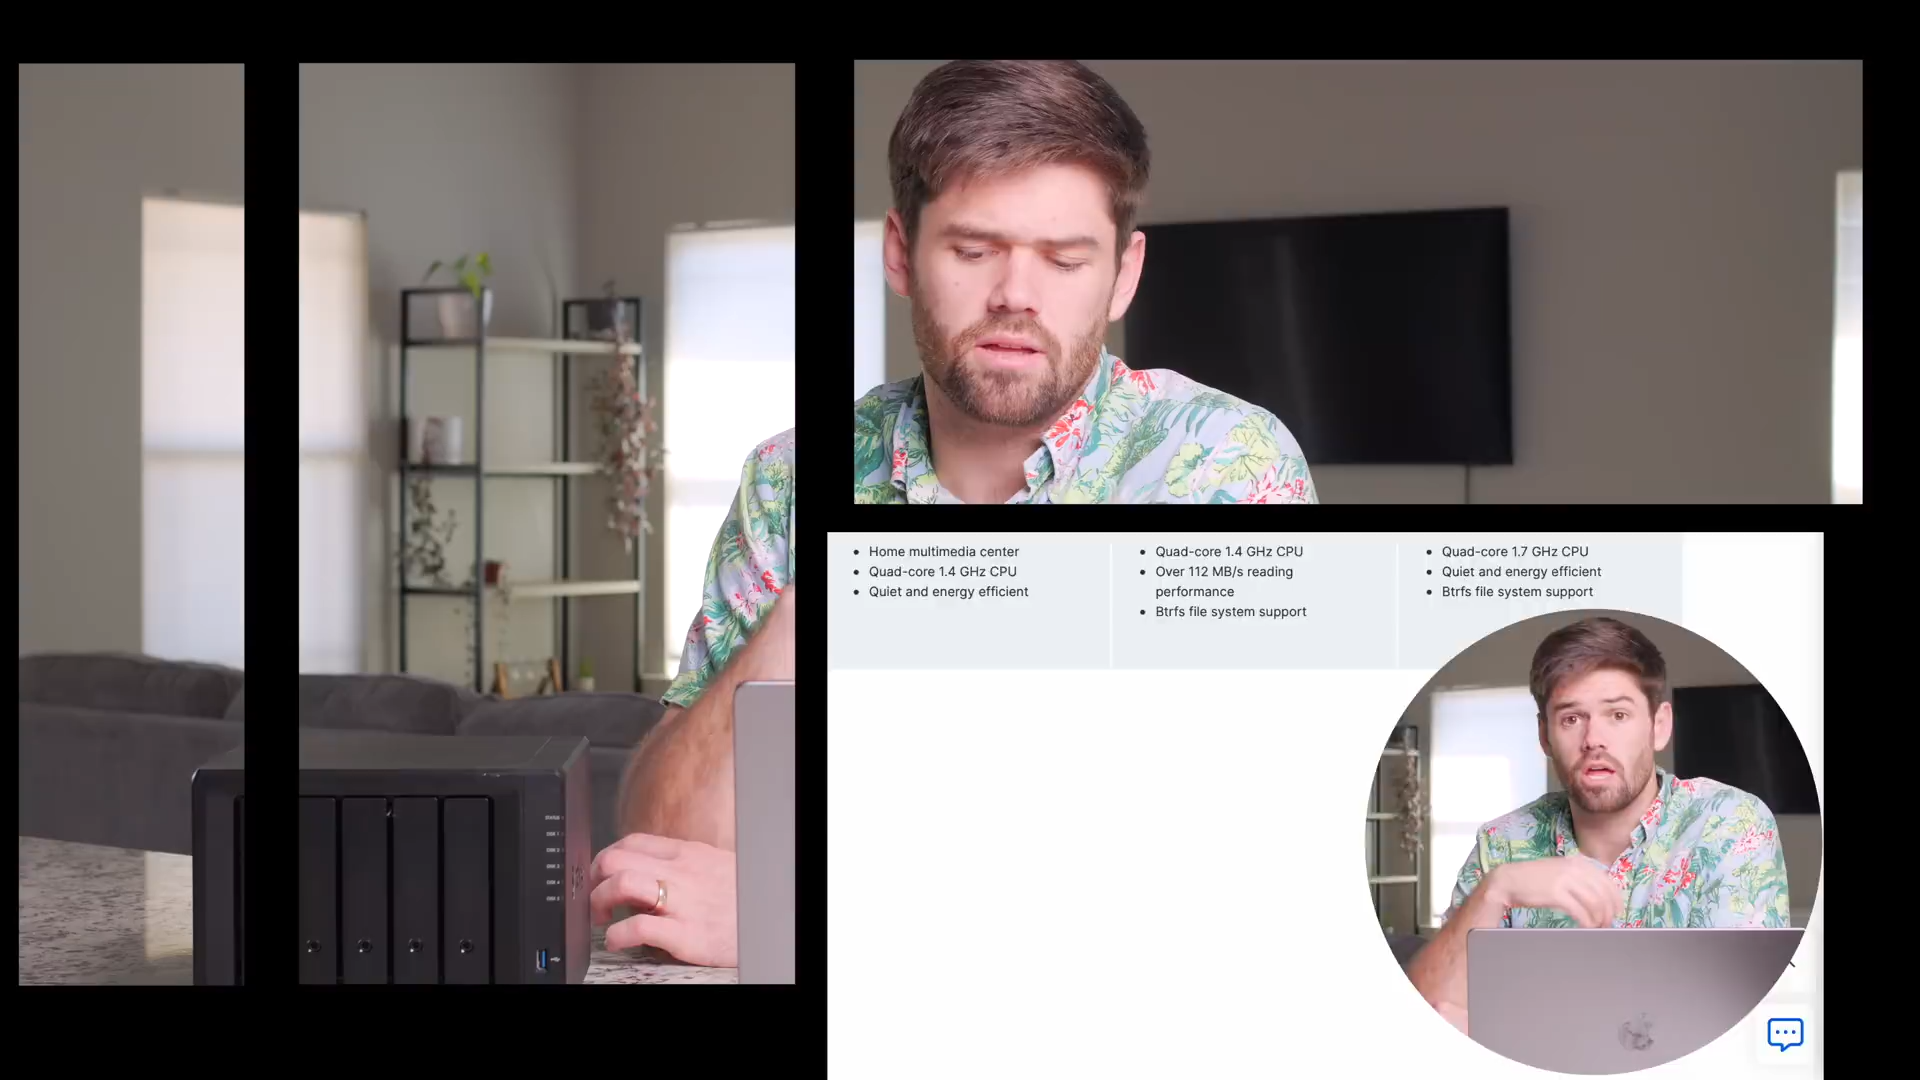 Home multimedia center
Quad-core 1.4 GHz CPU
Quiet and energy efficient
Quad-core 1.4 GHz CPU
Over 112 MB/s reading
performance
Btrfs file system support
Quad-core 1.7 GHz CPU
Quiet and energy efficient
Btrfs file system support